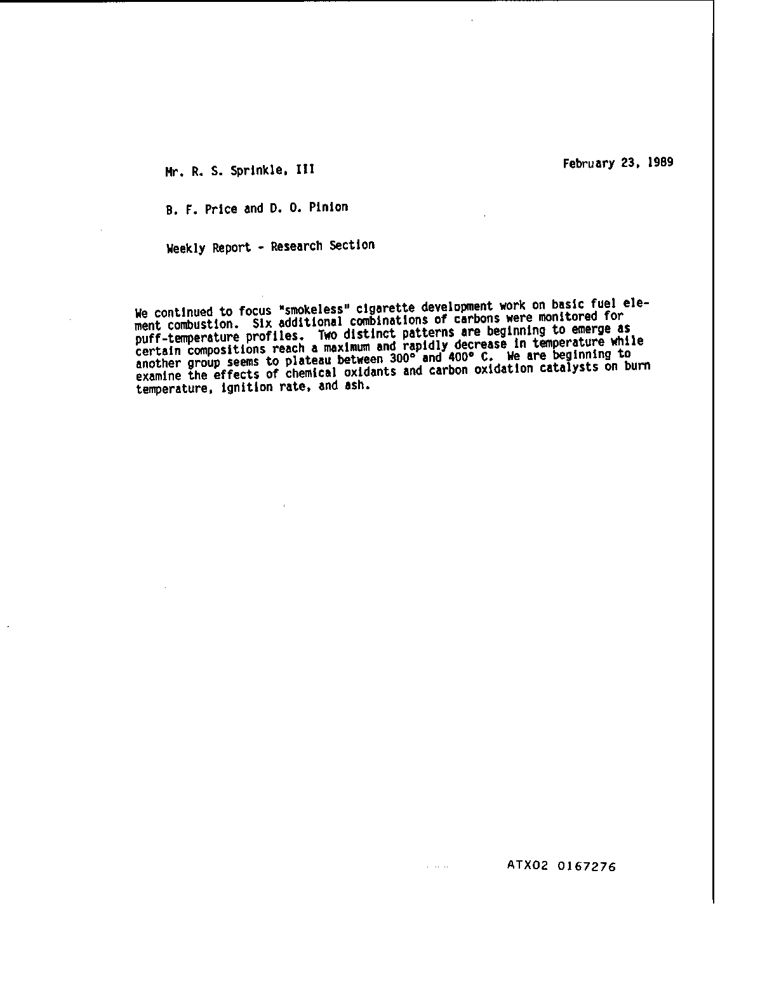 February 23, 1989
Mr. R. S. Sprinkle, III
B. F. Price and D. O. Pinion
Weekly Report - Research Section
We continued to focus "smokeless" cigarette development work on basic fuel ele-
ment combustion. Six additional combinations of carbons were monitored for
puff-temperature profiles. Two distinct patterns are beginning to emerge as
certain compositions reach a maximum and rapidly decrease in temperature while
another group seems to plateau between 300° and 400° C. We are beginning to
examine the effects of chemical oxidants and carbon oxidation catalysts on burn
temperature, ignition rate, and ash.
ATX02 0167276